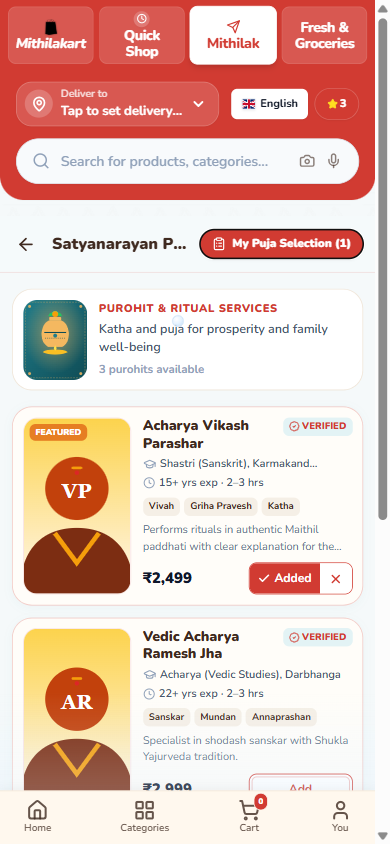 Mithilakart
Quick
Shop
Mithilak
Fresh &
Groceries
Deliver to
Tap to set delivery...
English
3
Search for products, categories...
Satyanarayan P...
My Puja Selection (1)
PUROHIT & RITUAL SERVICES
Katha and puja for prosperity and family
well-being
3 purohits available
FEATURED
VP
Acharya Vikash
Parashar
VERIFIED
Shastri (Sanskrit), Karmakand...
15+ yrs exp · 2–3 hrs
Vivah
Griha Pravesh
Katha
Performs rituals in authentic Maithil
paddhati with clear explanation for the...
₹2,499
Added
AR
Vedic Acharya
Ramesh Jha
VERIFIED
Acharya (Vedic Studies), Darbhanga
22+ yrs exp · 2–3 hrs
Sanskar
Mundan
Annaprashan
Specialist in shodash sanskar with Shukla
Yajurveda tradition.
₹2,999
Add
0
Home
Categories
Cart
You